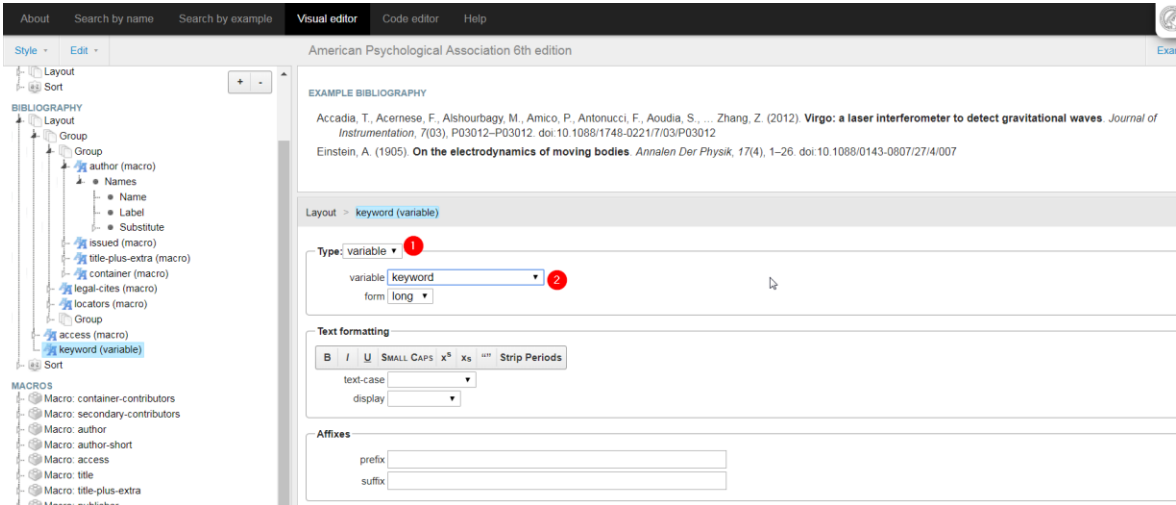 About Search by name Search by example Visual editor Code editor Help
Style Edit American Psychological Association 6th edition
Layout
Sort
+ -
BIBLIOGRAPHY
Layout
Group
Group
author (macro)
Names
Name
Label
Substitute
issued (macro)
title-plus-extra (macro)
container (macro)
legal-cites (macro)
locators (macro)
Group
access (macro)
keyword (variable)
Sort
MACROS
Macro: container-contributors
Macro: secondary-contributors
Macro: author
Macro: author-short
Macro: access
Macro: title
Macro: title-plus-extra
EXAMPLE BIBLIOGRAPHY
Accadia, T., Acernese, F., Alshourbagy, M., Amico, P., Antonucci, F., Aoudia, S., … Zhang, Z. (2012). Virgo: a laser interferometer to detect gravitational waves. Journal of
Instrumentation, 7(03), P03012–P03012. doi:10.1088/1748-0221/7/03/P03012
Einstein, A. (1905). On the electrodynamics of moving bodies. Annalen Der Physik, 17(4), 1–26. doi:10.1088/0143-0807/27/4/007
Layout > keyword (variable)
Type: variable 1
variable keyword 2
form long
Text formatting
B I U SMALL CAPS x^s x_s “” Strip Periods
text-case
display
Affixes
prefix
suffix